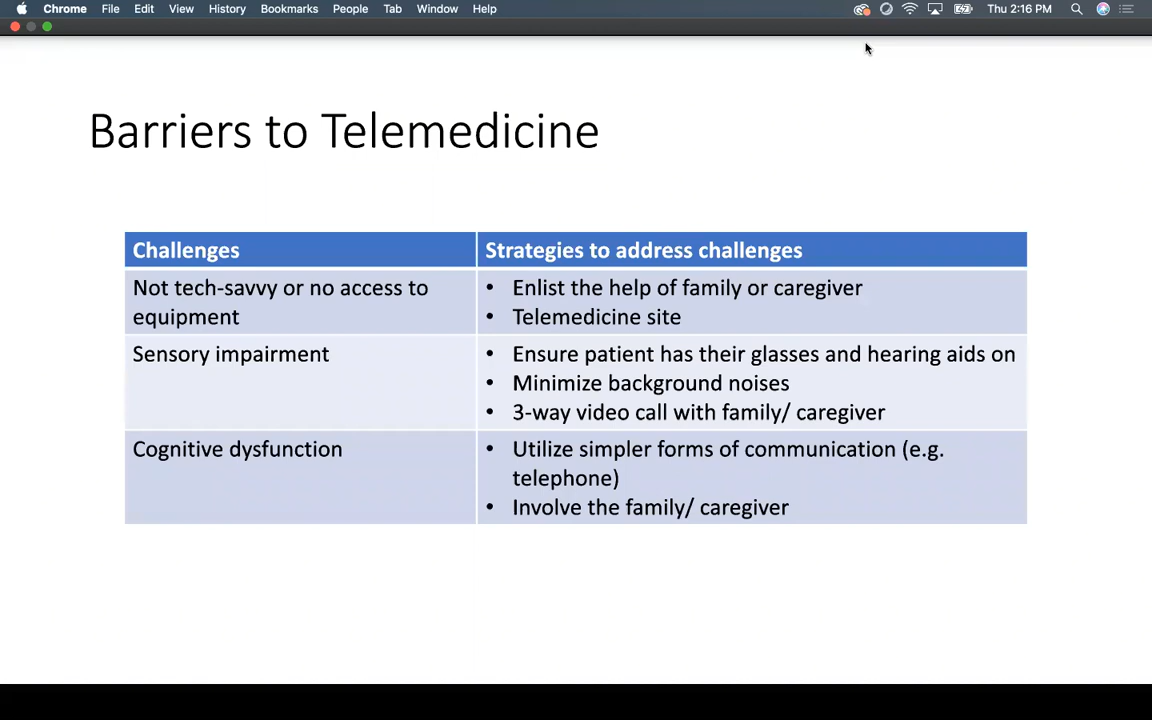 Chrome File Edit View History Bookmarks People Tab Window Help Thu 2:16 PM
Barriers to Telemedicine
Challenges
Strategies to address challenges
Not tech-savvy or no access to
equipment
• Enlist the help of family or caregiver
• Telemedicine site
Sensory impairment
• Ensure patient has their glasses and hearing aids on
• Minimize background noises
• 3-way video call with family/ caregiver
Cognitive dysfunction
• Utilize simpler forms of communication (e.g.
telephone)
• Involve the family/ caregiver